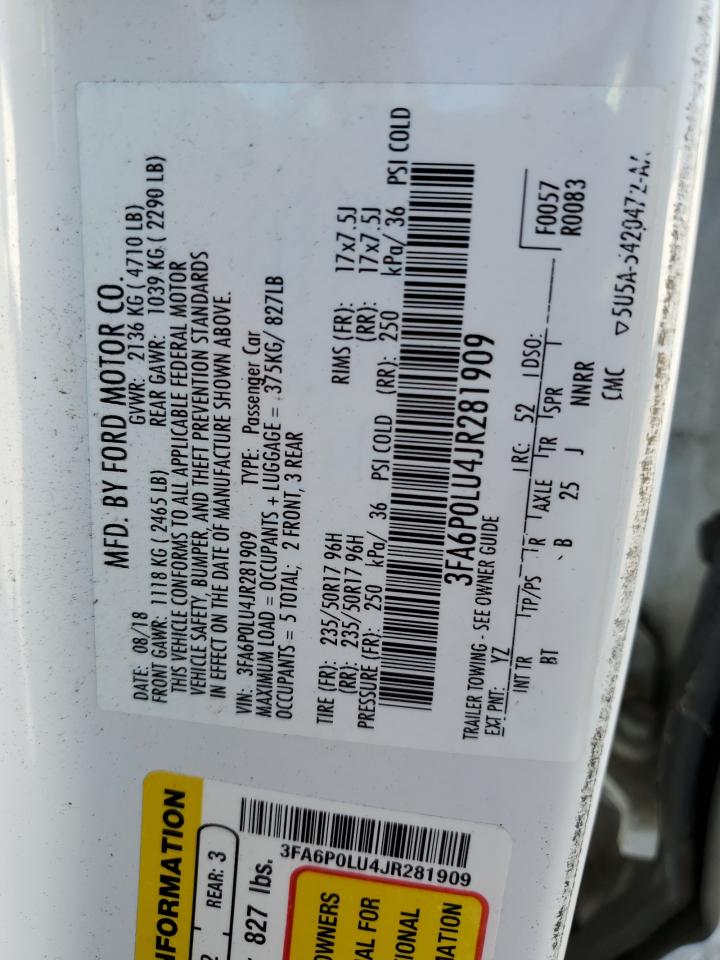 MFD. BY FORD MOTOR CO.
DATE: 08/18 GVWR: 2136 KG ( 4710 LB)
FRONT GAWR: 1118 KG ( 2465 LB) REAR GAWR: 1039 KG ( 2290 LB)
THIS VEHICLE CONFORMS TO ALL APPLICABLE FEDERAL MOTOR
VEHICLE SAFETY, BUMPER, AND THEFT PREVENTION STANDARDS
IN EFFECT ON THE DATE OF MANUFACTURE SHOWN ABOVE.
VIN: 3FA6P0LU4JR281909 TYPE: Passenger Car
MAXIMUM LOAD = OCCUPANTS + LUGGAGE = 375KG/ 827LB
OCCUPANTS = 5 TOTAL; 2 FRONT, 3 REAR
TIRE (FR): 235/50R17 96H RIMS (FR): 17x7.5J
(RR): 235/50R17 96H (RR): 17x7.5J
PRESSURE (FR): 250 kPa/ 36 PSI COLD (RR): 250 kPa/ 36 PSI COLD
3FA6P0LU4JR281909
TRAILER TOWING - SEE OWNER GUIDE
F0057
R0083
EXT PNT: YZ RC: 52 DSO:
INT TR TP/PS R AXLE TR SPR
BT B 25 J NNRR
CMC
INFORMATION
REAR: 3
827 lbs.
3FA6P0LU4JR281909
OWNERS